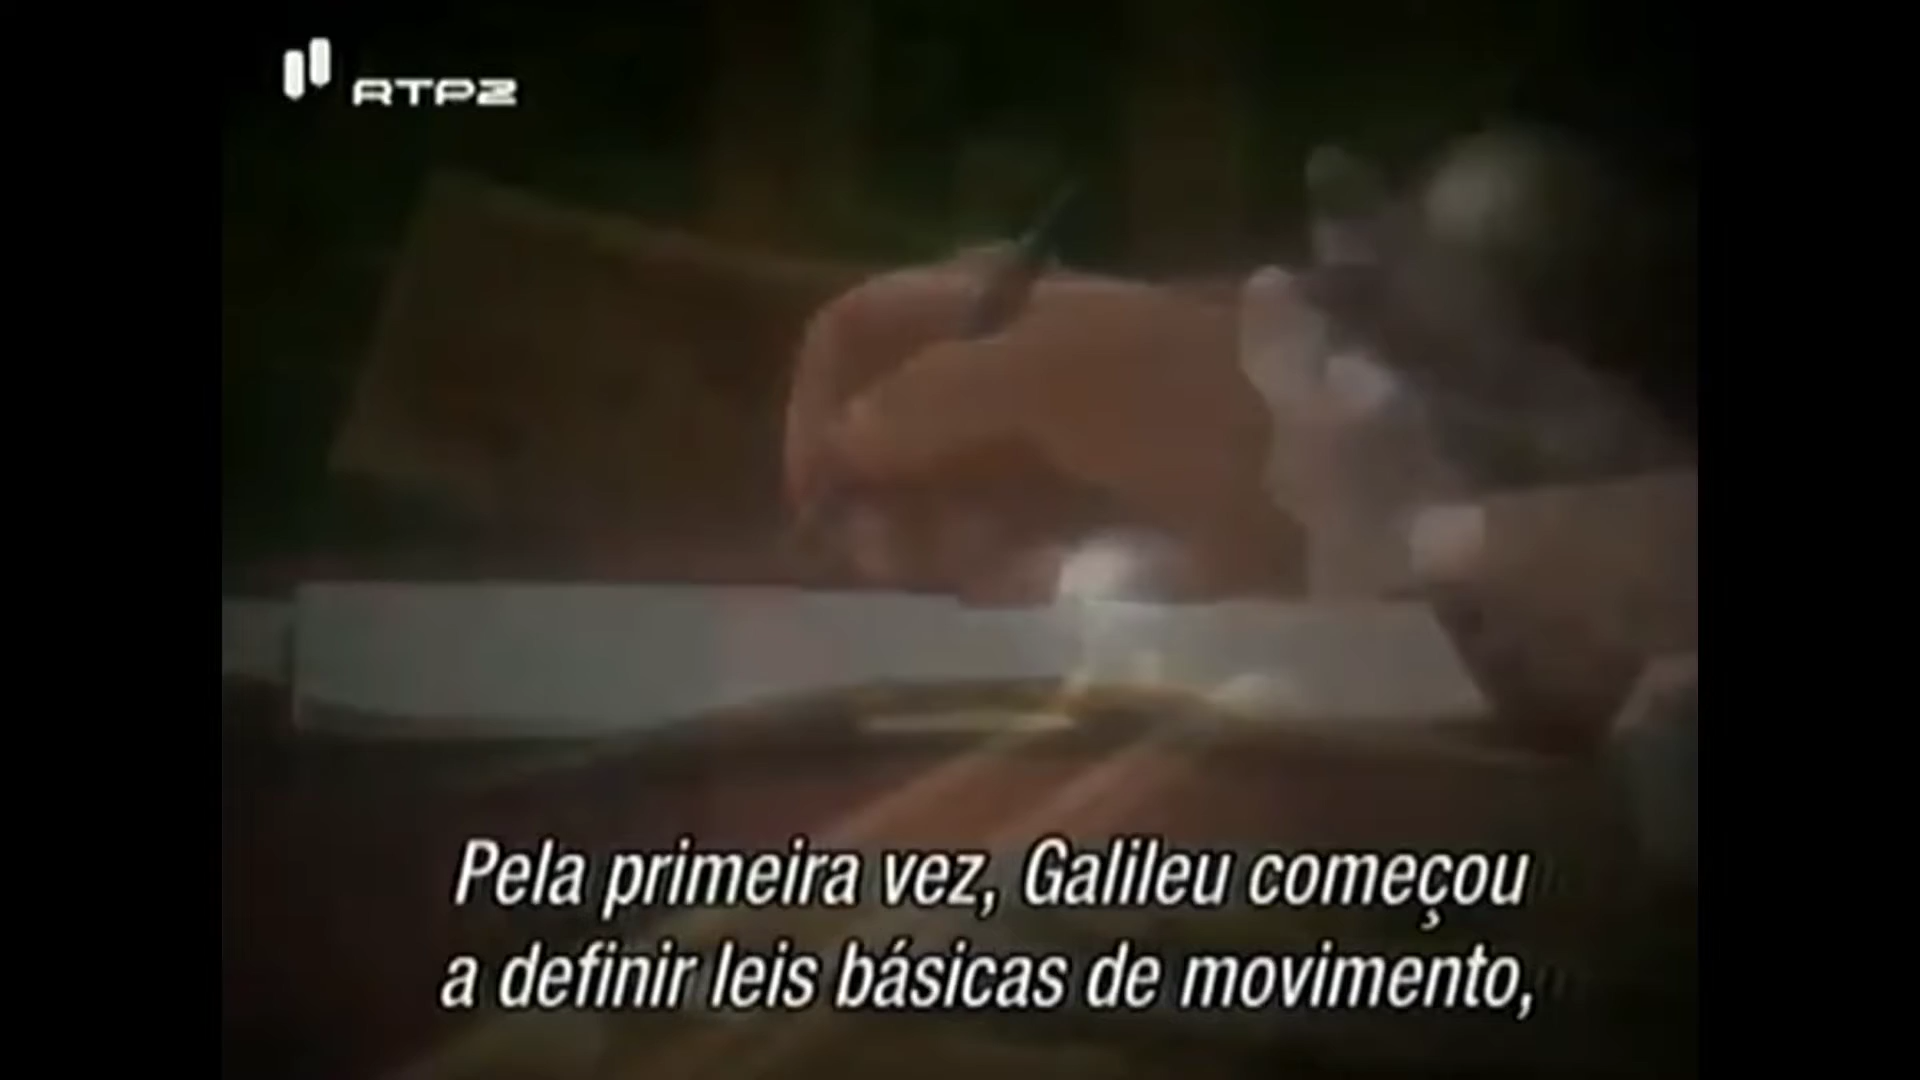 RTP2
Pela primeira vez, Galileu começou
a definir leis básicas de movimento,